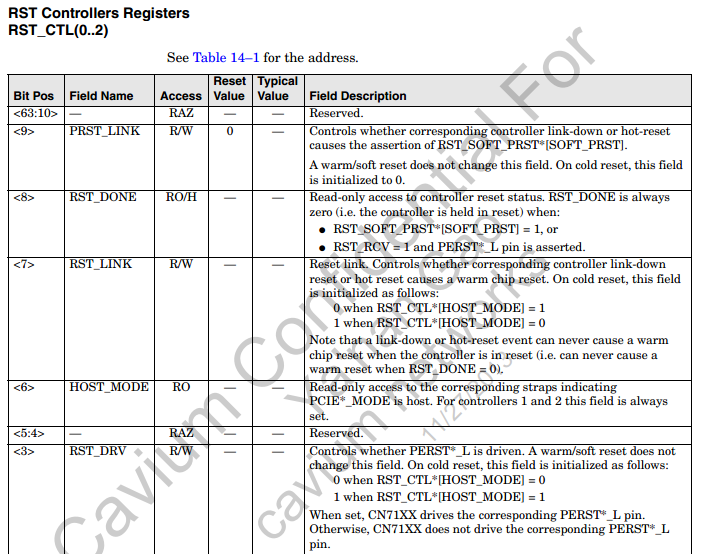 RST Controllers Registers
RST_CTL(0..2)
See Table 14–1 for the address.
Bit Pos Field Name Access Reset Value Typical Value Field Description
<63:10> — RAZ — — Reserved.
<9> PRST_LINK R/W 0 — Controls whether corresponding controller link-down or hot-reset
causes the assertion of RST_SOFT_PRST*[SOFT_PRST].
A warm/soft reset does not change this field. On cold reset, this field
is initialized to 0.
<8> RST_DONE RO/H — — Read-only access to controller reset status. RST_DONE is always
zero (i.e. the controller is held in reset) when:
● RST_SOFT_PRST*[SOFT_PRST] = 1, or
● RST_RCV = 1 and PERST*_L pin is asserted.
<7> RST_LINK R/W — — Reset link. Controls whether corresponding controller link-down
reset or hot reset causes a warm chip reset. On cold reset, this field
is initialized as follows:
0 when RST_CTL*[HOST_MODE] = 1
1 when RST_CTL*[HOST_MODE] = 0
Note that a link-down or hot-reset event can never cause a warm
chip reset when the controller is in reset (i.e. can never cause a
warm reset when RST_DONE = 0).
<6> HOST_MODE RO — — Read-only access to the corresponding straps indicating
PCIE*_MODE is host. For controllers 1 and 2 this field is always
set.
<5:4> — RAZ — — Reserved.
<3> RST_DRV R/W — — Controls whether PERST*_L is driven. A warm/soft reset does not
change this field. On cold reset, this field is initialized as follows:
0 when RST_CTL*[HOST_MODE] = 0
1 when RST_CTL*[HOST_MODE] = 1
When set, CN71XX drives the corresponding PERST*_L pin.
Otherwise, CN71XX does not drive the corresponding PERST*_L
pin.
Cavium Confidential For
Gao
cavium networks
11/27/2013